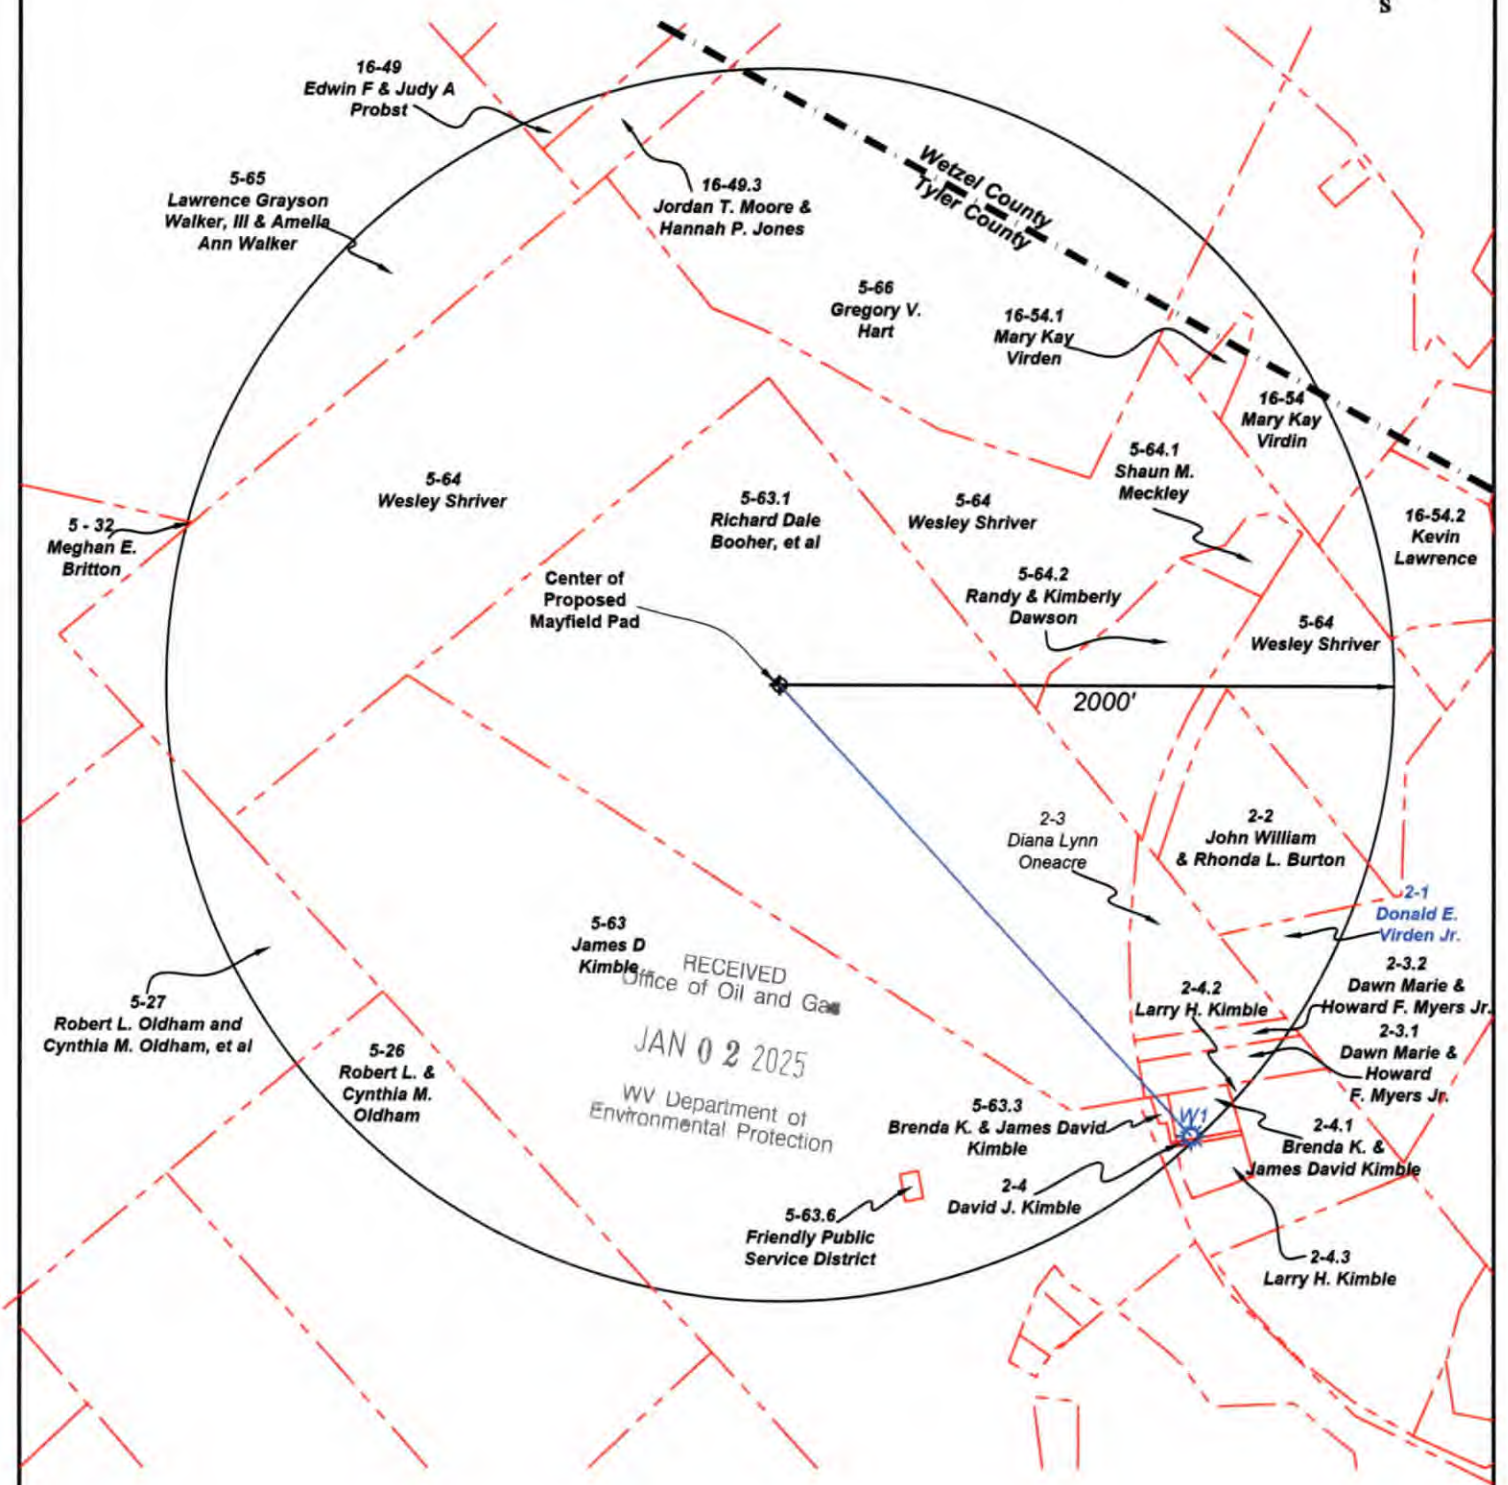 S
16-49
Edwin F & Judy A
Probst
5-65
Lawrence Grayson
Walker, III & Amelia
Ann Walker
16-49.3
Jordan T. Moore &
Hannah P. Jones
Wetzel County
Tyler County
5-66
Gregory V.
Hart
16-54.1
Mary Kay
Virden
16-54
Mary Kay
Virdin
5-64.1
Shaun M.
Meckley
5-64
Wesley Shriver
5-63.1
Richard Dale
Booher, et al
5-64
Wesley Shriver
16-54.2
Kevin
Lawrence
5 - 32
Meghan E.
Britton
Center of
Proposed
Mayfield Pad
5-64.2
Randy & Kimberly
Dawson
5-64
Wesley Shriver
2000'
2-3
Diana Lynn
Oneacre
2-2
John William
& Rhonda L. Burton
2-1
Donald E.
Virden Jr.
5-63
James D
Kimble
RECEIVED
Office of Oil and Gas
JAN 02 2025
WV Department of
Environmental Protection
2-3.2
Dawn Marie &
Howard F. Myers Jr.
2-4.2
Larry H. Kimble
2-3.1
Dawn Marie &
Howard
F. Myers Jr.
5-27
Robert L. Oldham and
Cynthia M. Oldham, et al
5-26
Robert L. &
Cynthia M.
Oldham
5-63.3
Brenda K. & James David
Kimble
W1
2-4.1
Brenda K. &
James David Kimble
2-4
David J. Kimble
5-63.6
Friendly Public
Service District
2-4.3
Larry H. Kimble